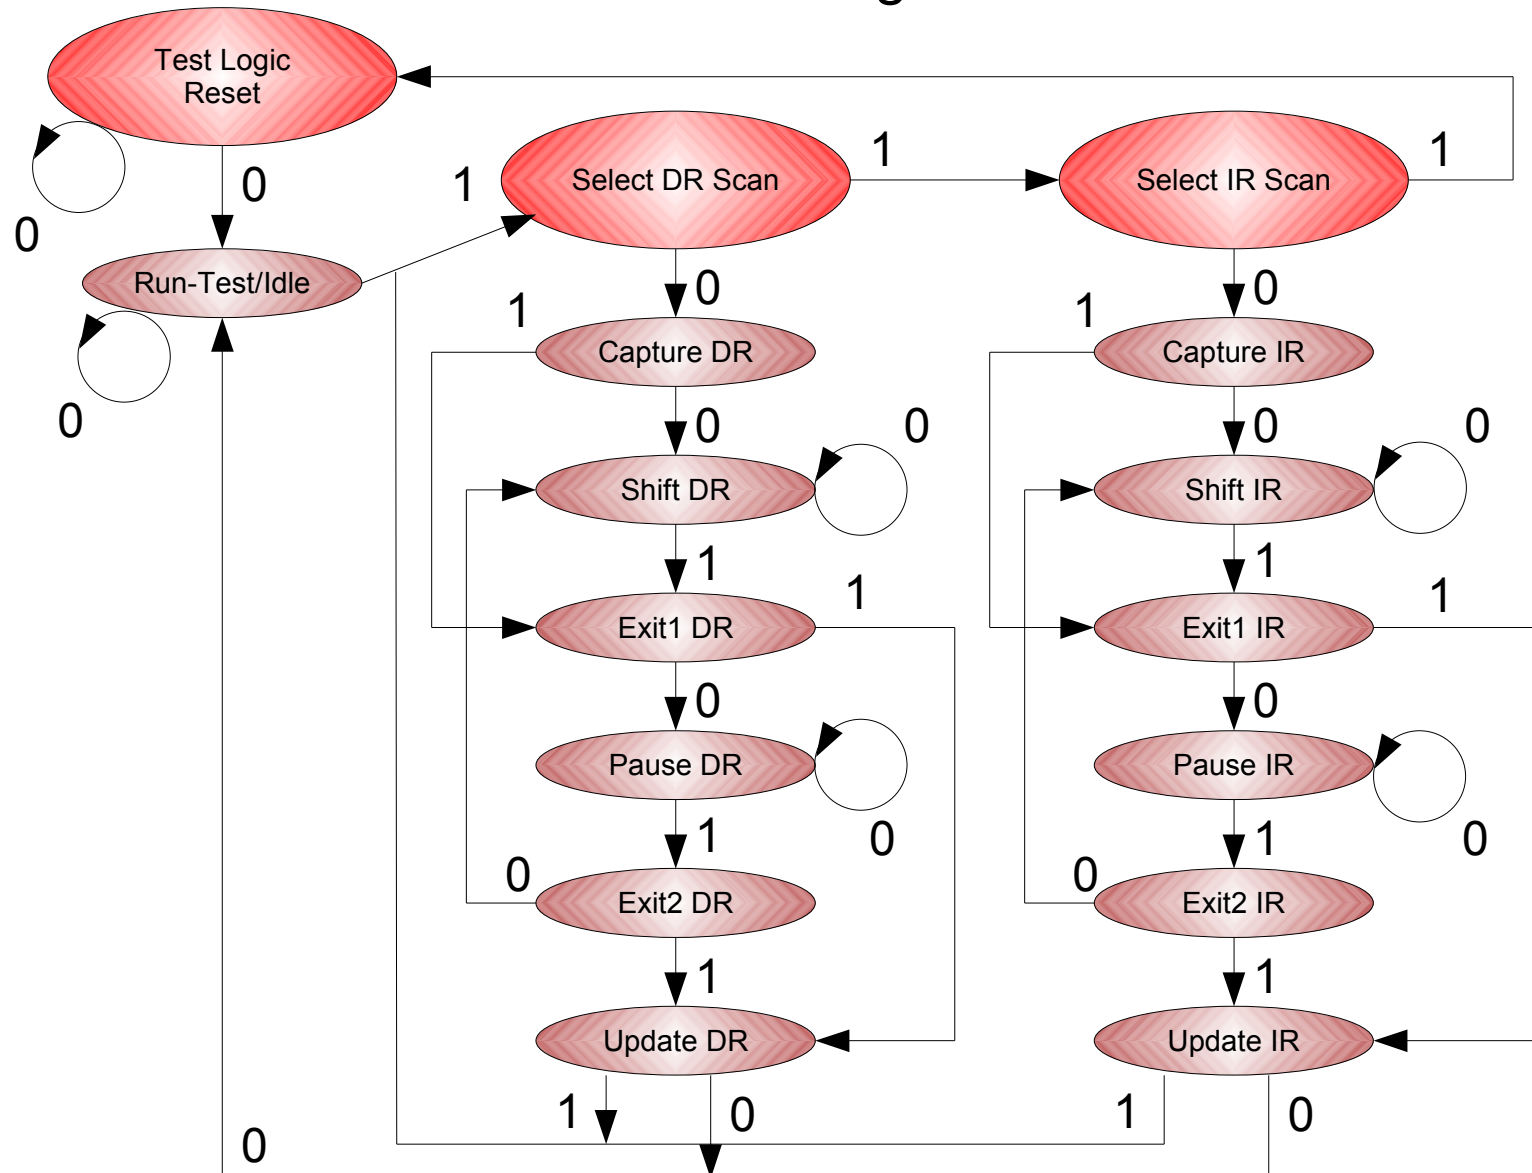 g
Test Logic
Reset
0
0
1
Select DR Scan
1
Select IR Scan
1
Run-Test/Idle
0
0
0
1
Capture DR
1
Capture IR
0
0
0
0
Shift DR
Shift IR
1
1
Exit1 DR
1
Exit1 IR
1
0
0
Pause DR
0
Pause IR
0
1
1
0
Exit2 DR
0
Exit2 IR
1
1
Update DR
Update IR
1
0
1
0
0